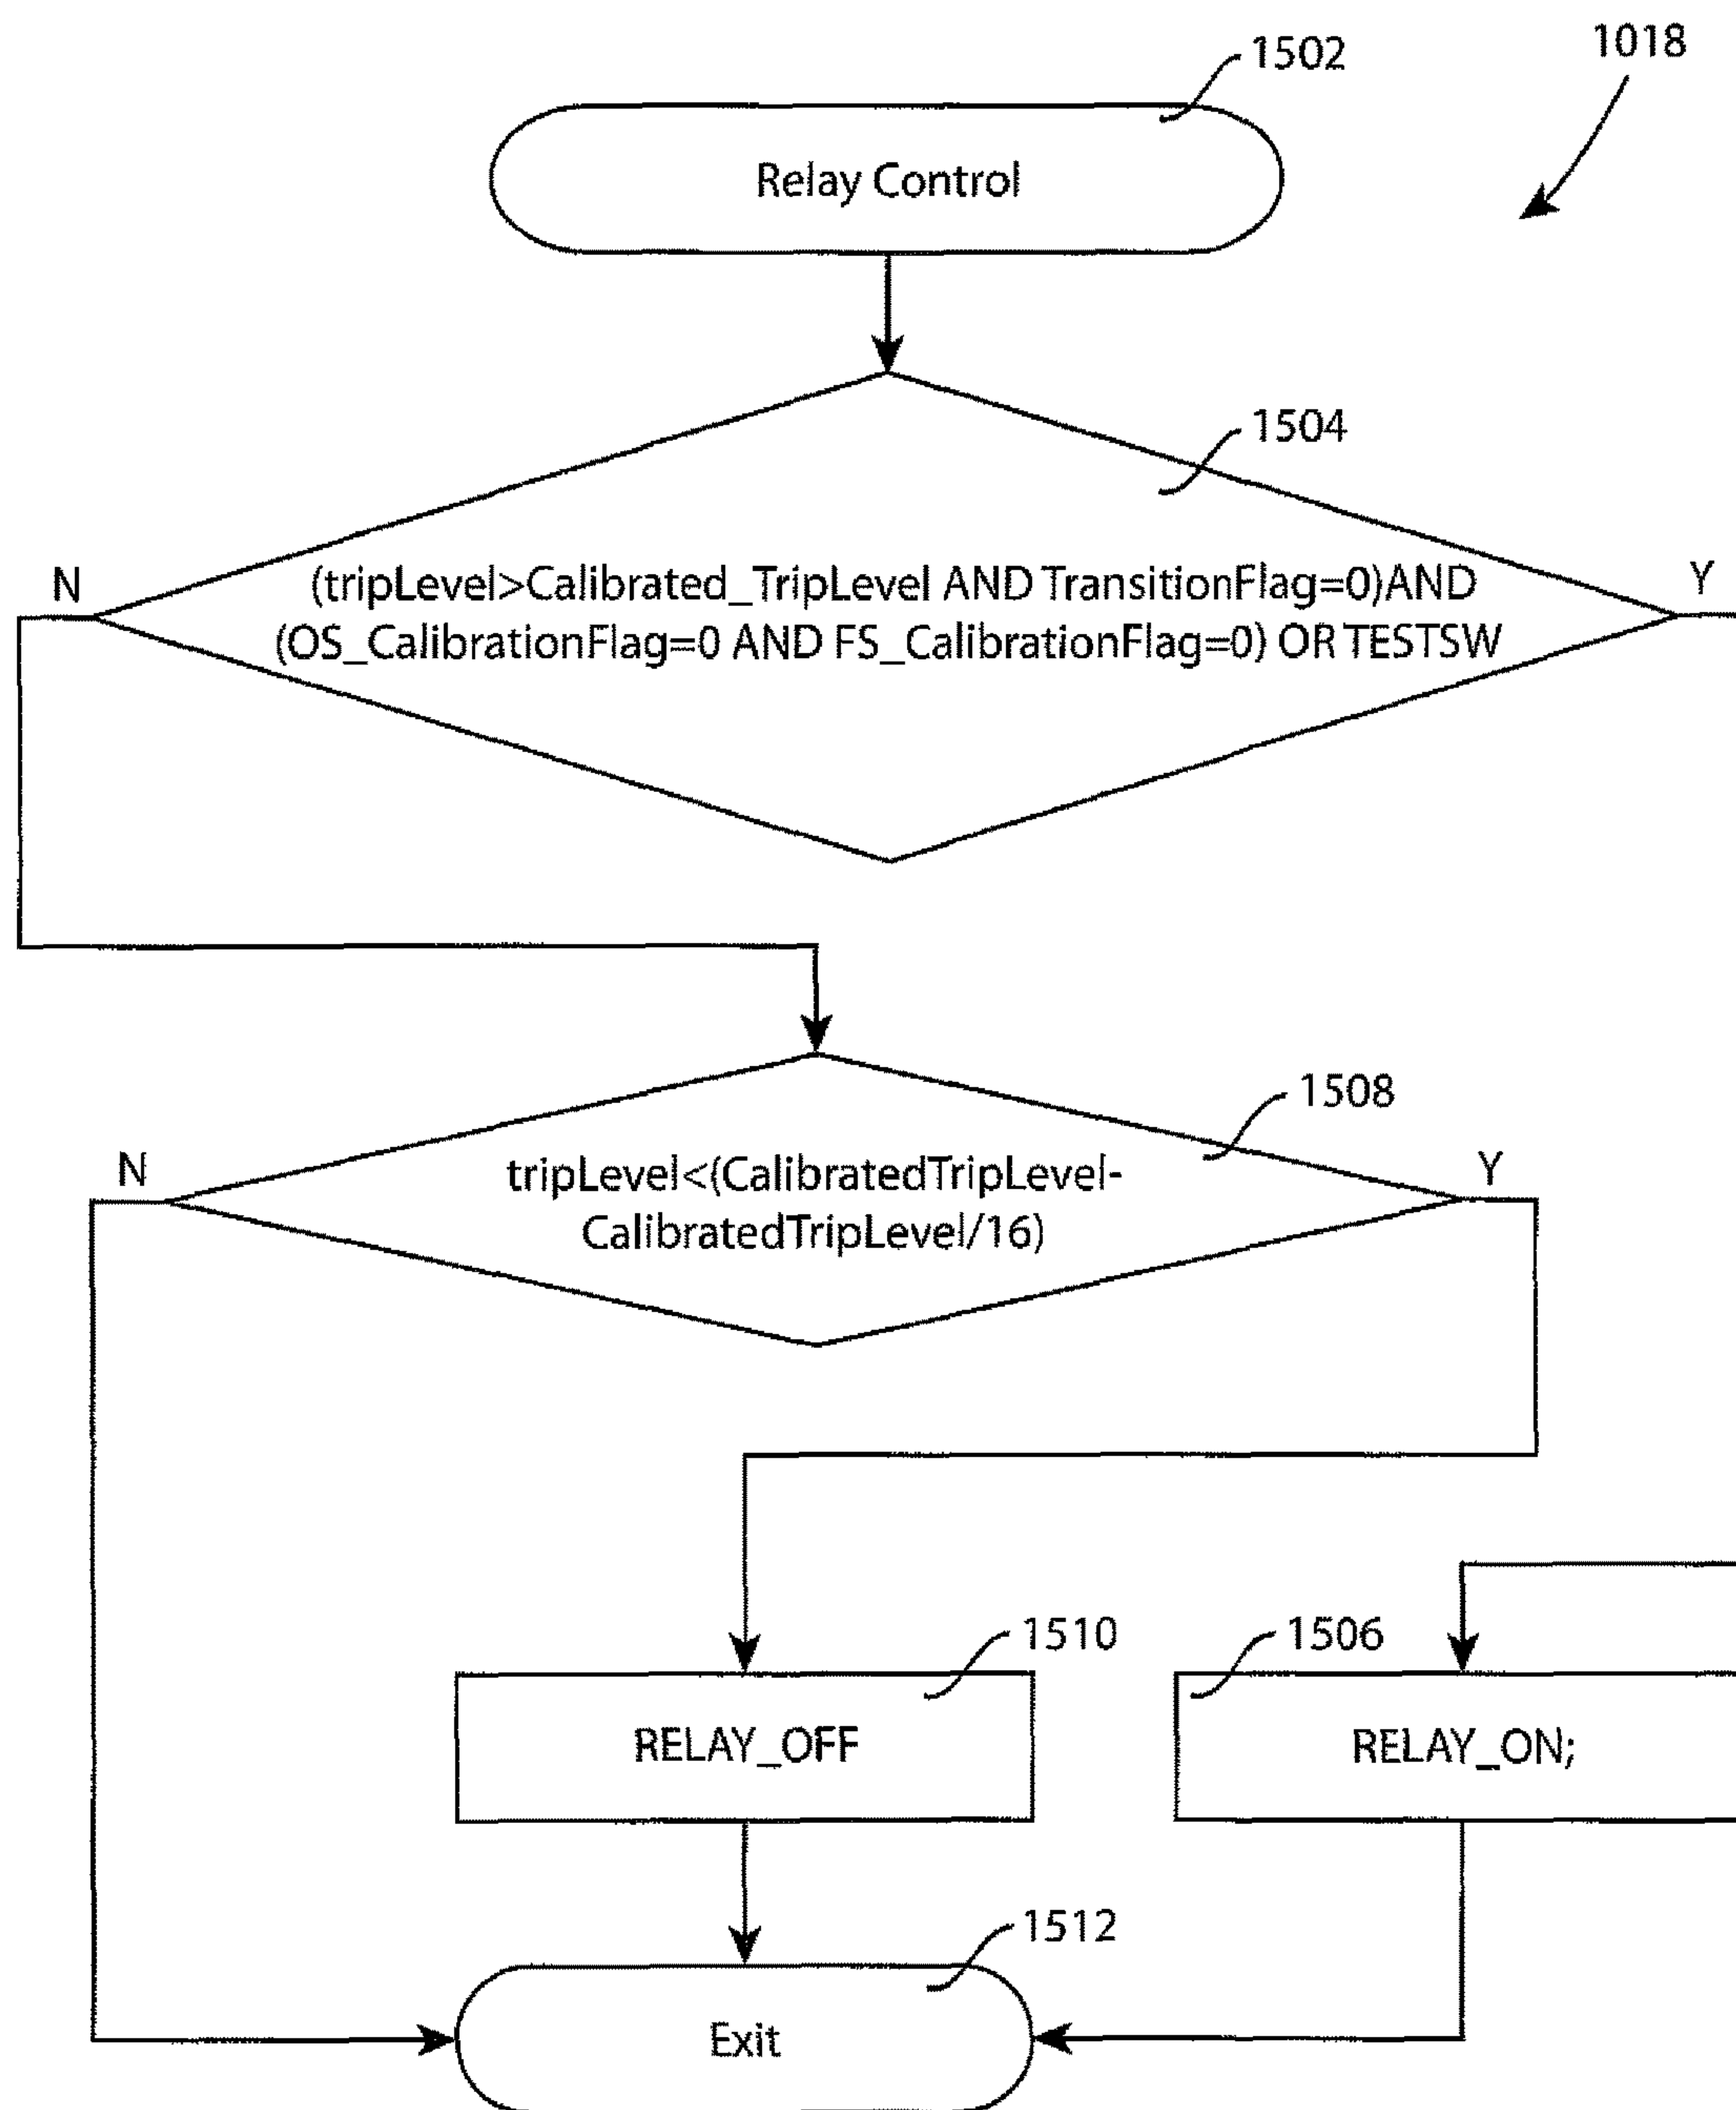 1502
1018
Relay Control
1504
N
Y
(tripLevel>Calibrated_TripLevel AND TransitionFlag=0)AND
(OS_CalibrationFlag=0 AND FS_CalibrationFlag=0) OR TESTSW
1508
N
Y
tripLevel<(CalibratedTripLevel-
CalibratedTripLevel/16)
1510
1506
RELAY_OFF
RELAY_ON;
1512
Exit